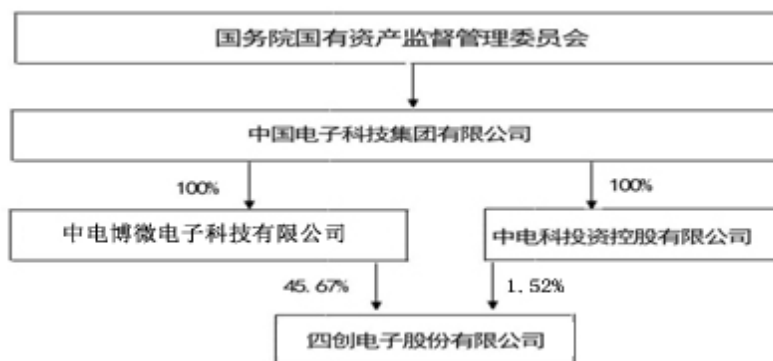 国务院国有资产监督管理委员会
中国电子科技集团有限公司
100%
100%
中电博微电子科技有限公司
中电科投资控股有限公司
45.67%
1.52%
四创电子股份有限公司